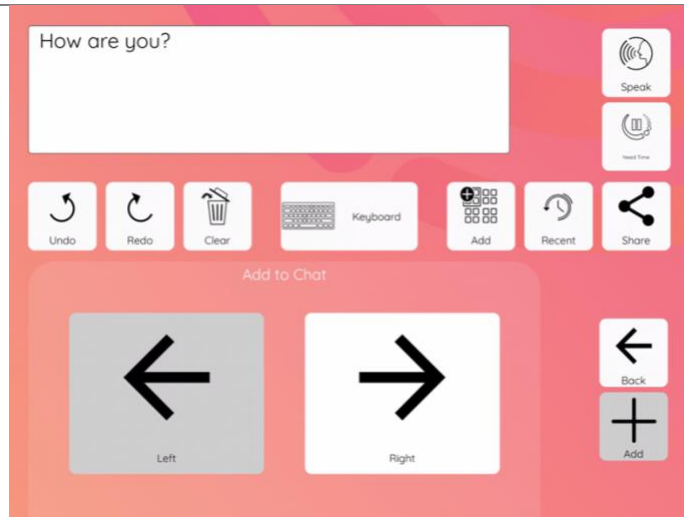 How are you?
Speak
Need Time
Undo
Redo
Clear
Keyboard
Add
Recent
Share
Add to Chat
Left
Right
Back
Add